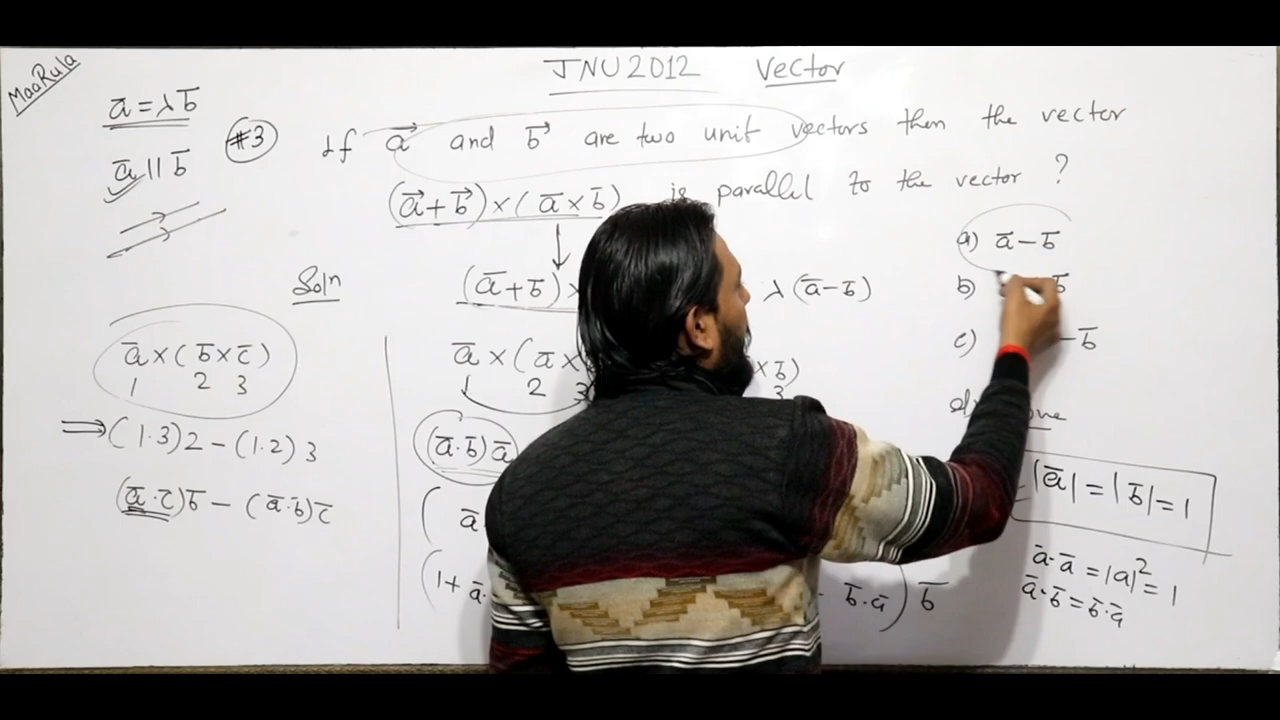 MaaRula
JNU 2012 Vector
ā = λb̄
ā || b̄
#3 If a⃗ and b⃗ are two unit vectors then the vector
(a⃗ + b⃗) × (ā × b̄) is parallel to the vector ?
a) ā – b̄
b) b̄
c) – b̄
Soln
(ā + b̄) × λ (ā – b̄)
ā × ( b̄ × c̄ )
1 2 3
⇒ (1·3) 2 – (1·2) 3
(ā · c̄) b̄ – (ā · b̄) c̄
ā × (ā × × b̄)
2 3 3
(ā · b̄) ā
( ā
(1 + ā · b̄ · ā) b̄
|ā| = |b̄| = 1
ā · ā = |a|² = 1
ā · b̄ = b̄ · ā